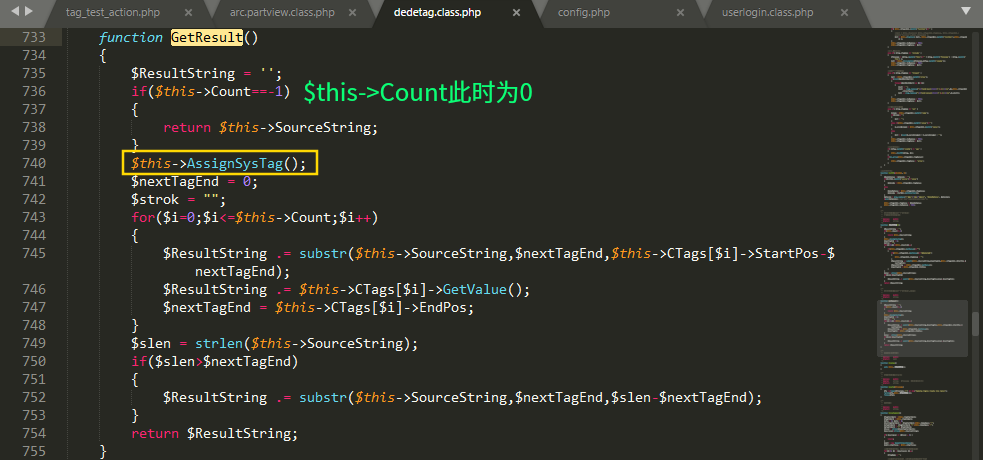 tag_test_action.php × arc.partview.class.php × dedetag.class.php × config.php × userlogin.class.php ×
733 function GetResult()
734 {
735 $ResultString = '';
736 if($this->Count==-1) $this->Count此时为0
737 {
738 return $this->SourceString;
739 }
740 $this->AssignSysTag();
741 $nextTagEnd = 0;
742 $strok = "";
743 for($i=0;$i<=$this->Count;$i++)
744 {
745 $ResultString .= substr($this->SourceString,$nextTagEnd,$this->CTags[$i]->StartPos-$
nextTagEnd);
746 $ResultString .= $this->CTags[$i]->GetValue();
747 $nextTagEnd = $this->CTags[$i]->EndPos;
748 }
749 $slen = strlen($this->SourceString);
750 if($slen>$nextTagEnd)
751 {
752 $ResultString .= substr($this->SourceString,$nextTagEnd,$slen-$nextTagEnd);
753 }
754 return $ResultString;
755 }